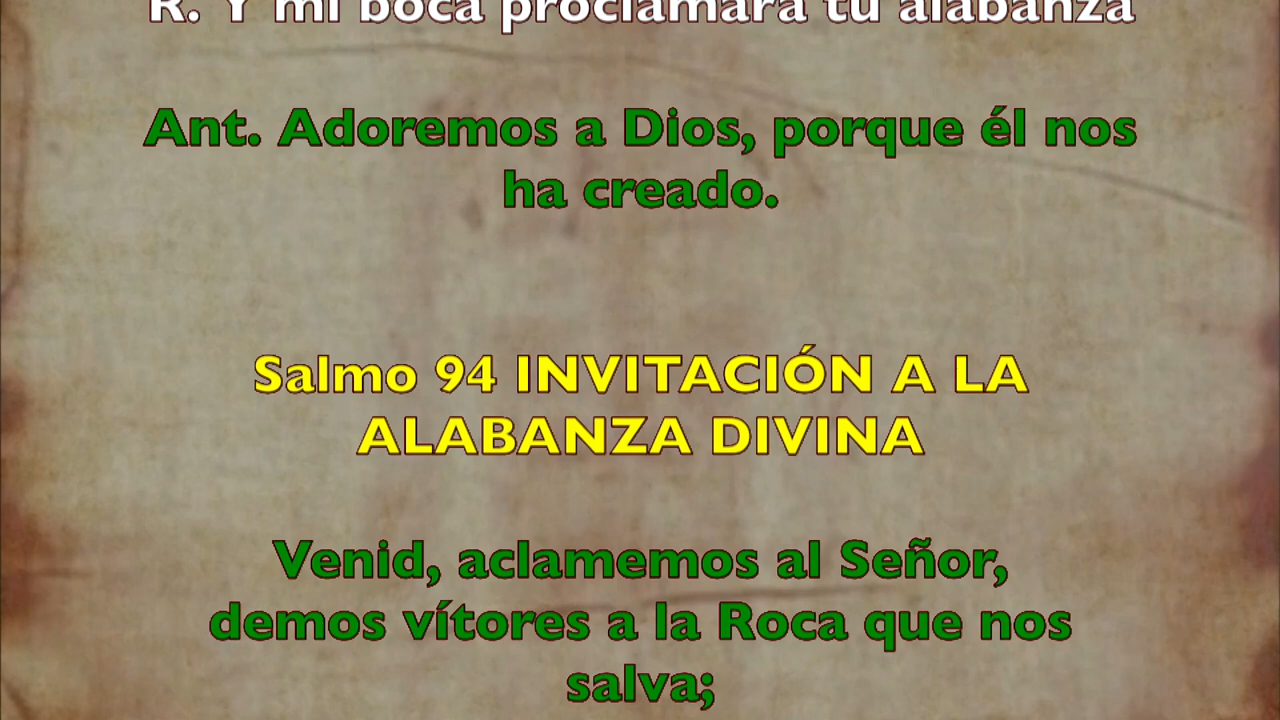 R. Y mi boca proclamará tu alabanza
Ant. Adoremos a Dios, porque él nos
ha creado.
Salmo 94 INVITACIÓN A LA
ALABANZA DIVINA
Venid, aclamemos al Señor,
demos vítores a la Roca que nos
salva;